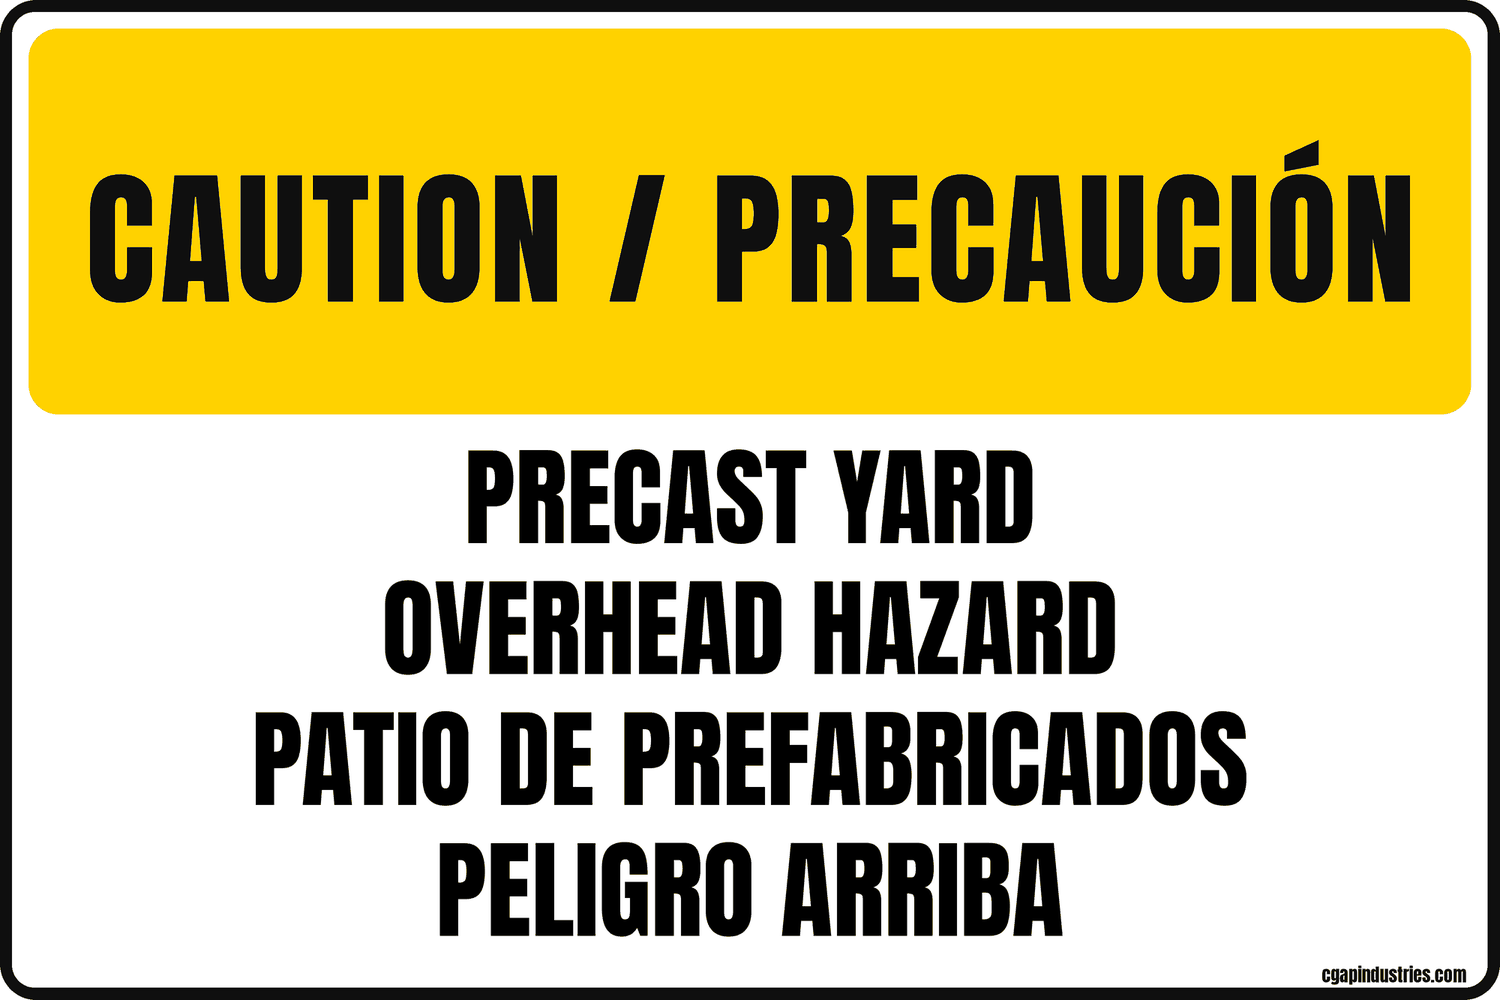 CAUTION / PRECAUCIÓN
PRECAST YARD
OVERHEAD HAZARD
PATIO DE PREFABRICADOS
PELIGRO ARRIBA
cgapindustries.com